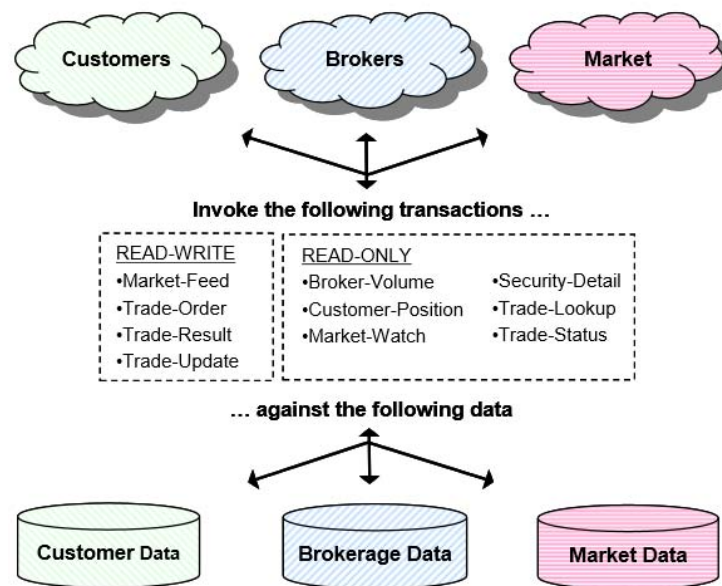 Customers
Brokers
Market
Invoke the following transactions ...
READ-WRITE
•Market-Feed
•Trade-Order
•Trade-Result
•Trade-Update
READ-ONLY
•Broker-Volume
•Customer-Position
•Market-Watch
•Security-Detail
•Trade-Lookup
•Trade-Status
... against the following data
Customer Data
Brokerage Data
Market Data